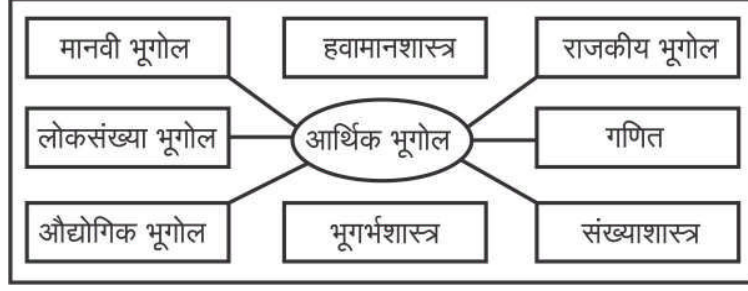 मानवी भूगोल
हवामानशास्त्र
राजकीय भूगोल
लोकसंख्या भूगोल
आर्थिक भूगोल
गणित
औद्योगिक भूगोल
भूगर्भशास्त्र
संख्याशास्त्र